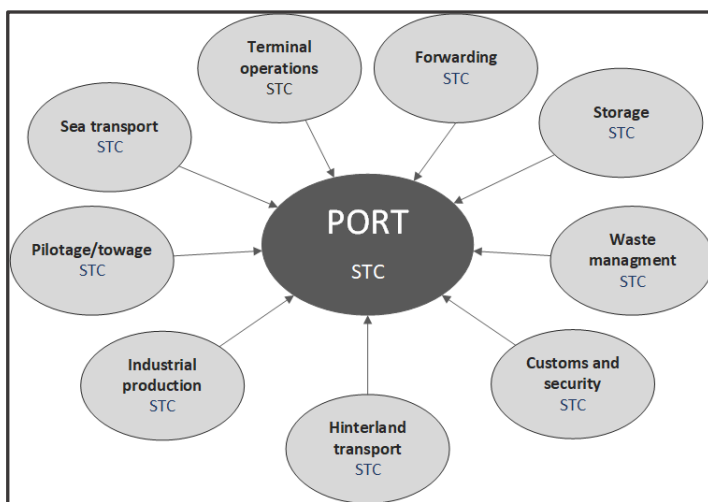 Terminal
operations
STC
Forwarding
STC
Sea transport
STC
Storage
STC
PORT
STC
Pilotage/towage
STC
Waste
managment
STC
Industrial
production
STC
Customs and
security
STC
Hinterland
transport
STC